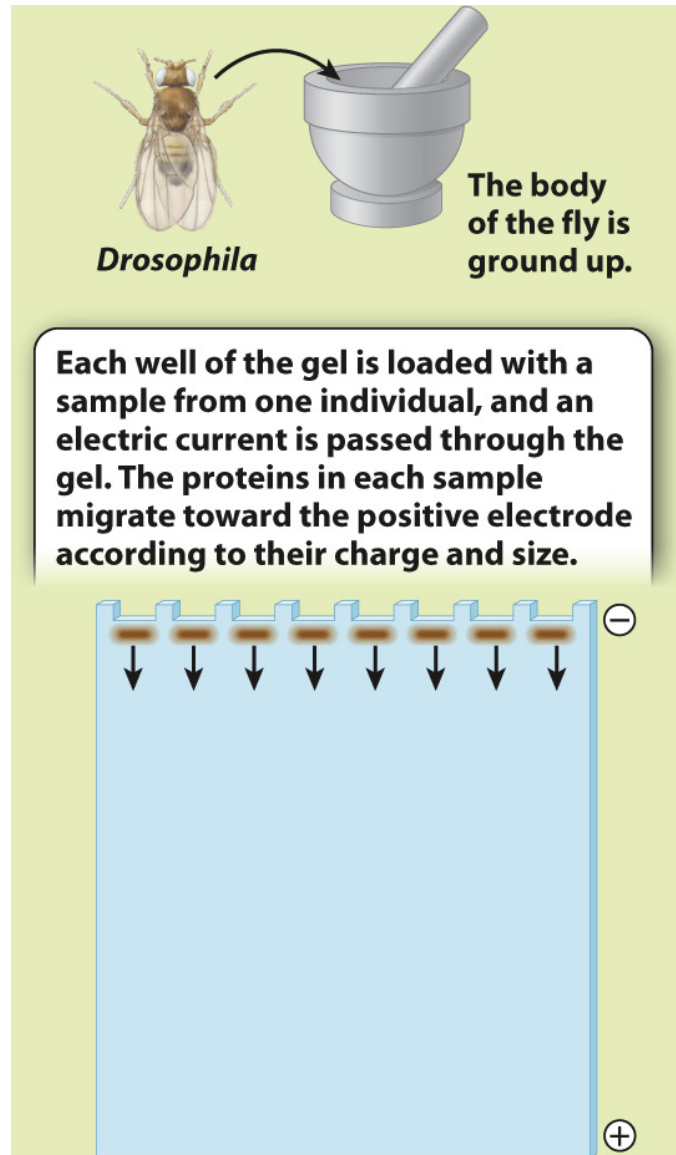 Drosophila
The body
of the fly is
ground up.
Each well of the gel is loaded with a
sample from one individual, and an
electric current is passed through the
gel. The proteins in each sample
migrate toward the positive electrode
according to their charge and size.
−
+